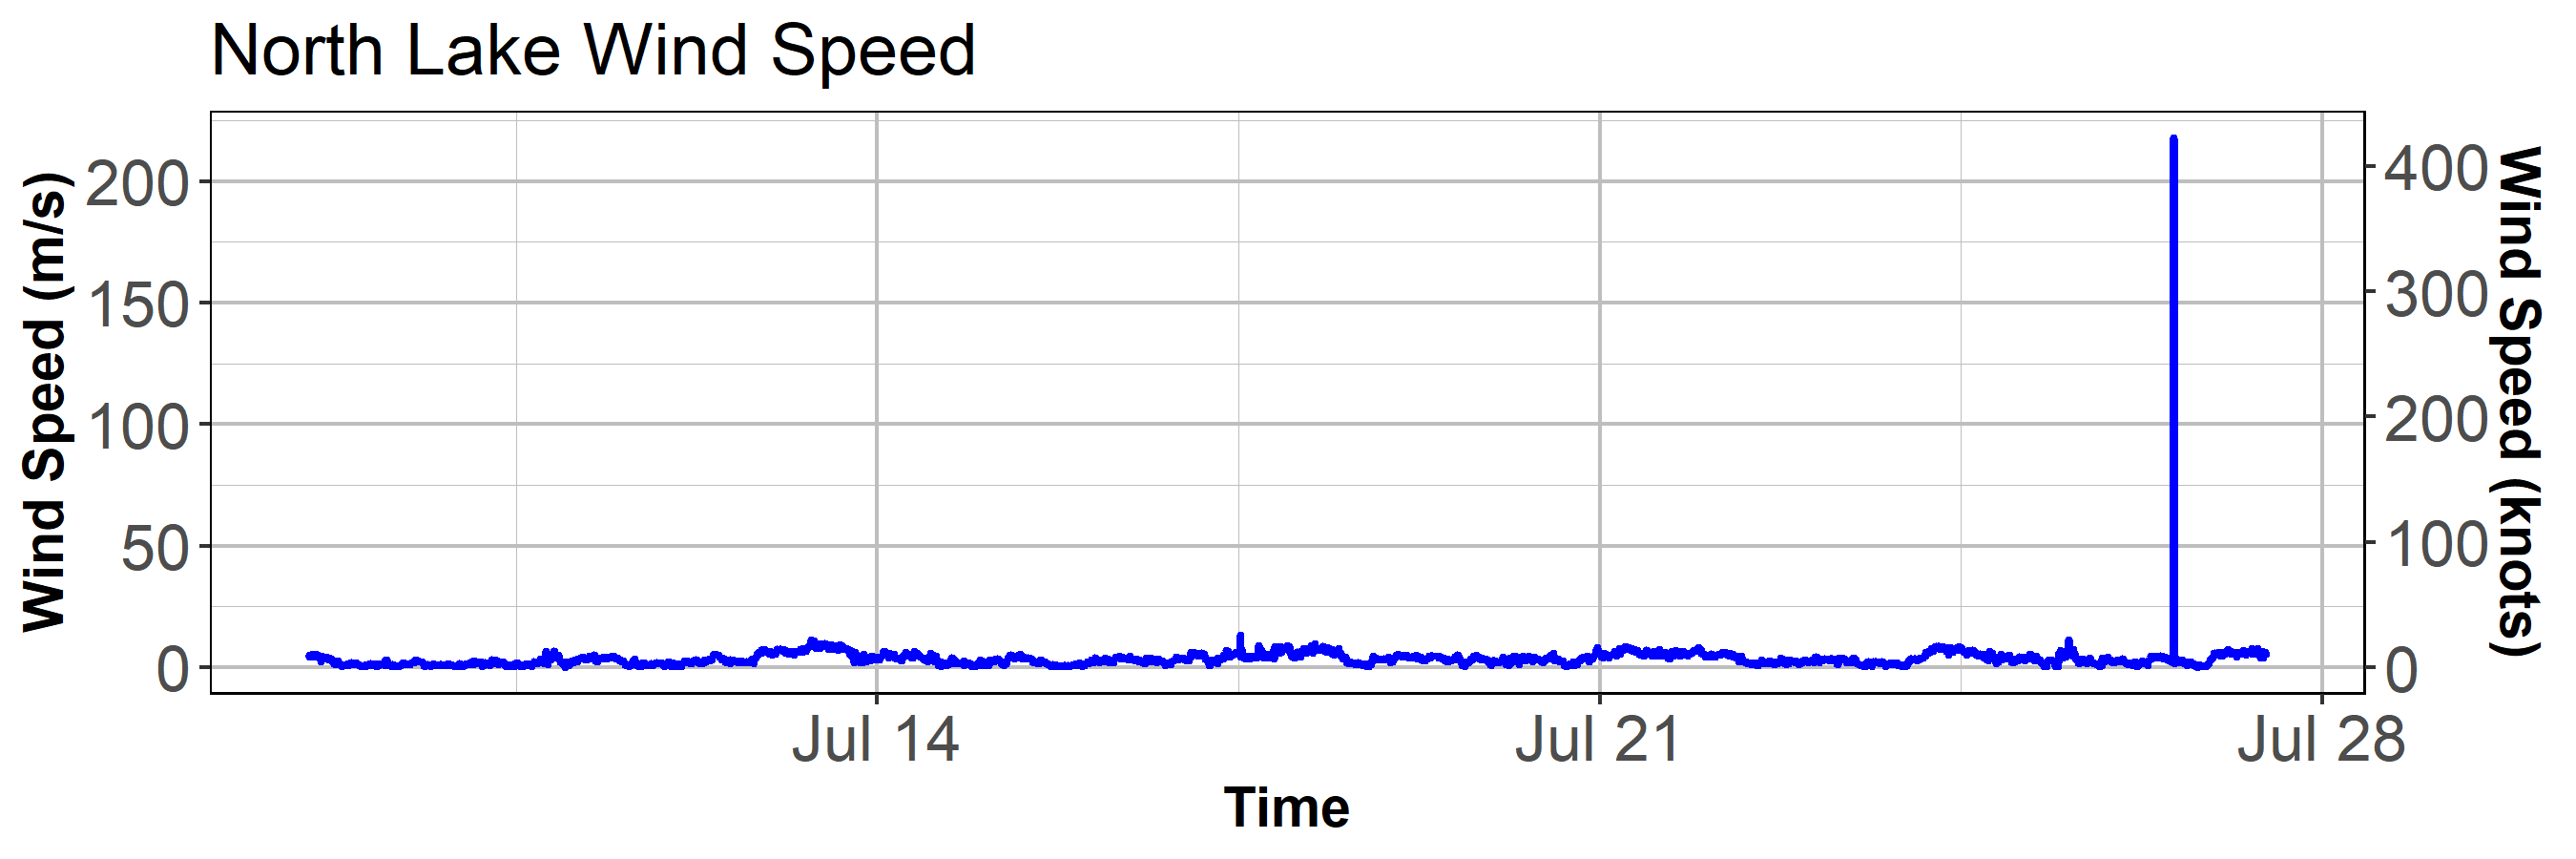 North Lake Wind Speed
Wind Speed (m/s)
200
150
100
50
0
400
300
200
100
0
Wind Speed (knots)
Jul 14
Jul 21
Jul 28
Time